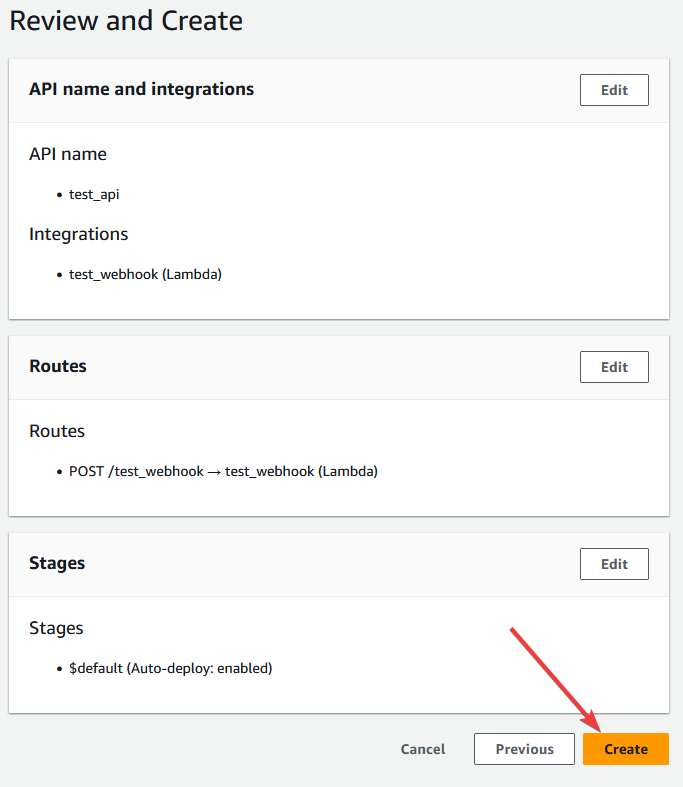 Review and Create
API name and integrations
Edit
API name
• test_api
Integrations
• test_webhook (Lambda)
Routes
Edit
Routes
• POST /test_webhook → test_webhook (Lambda)
Stages
Edit
Stages
• $default (Auto-deploy: enabled)
Cancel
Previous
Create